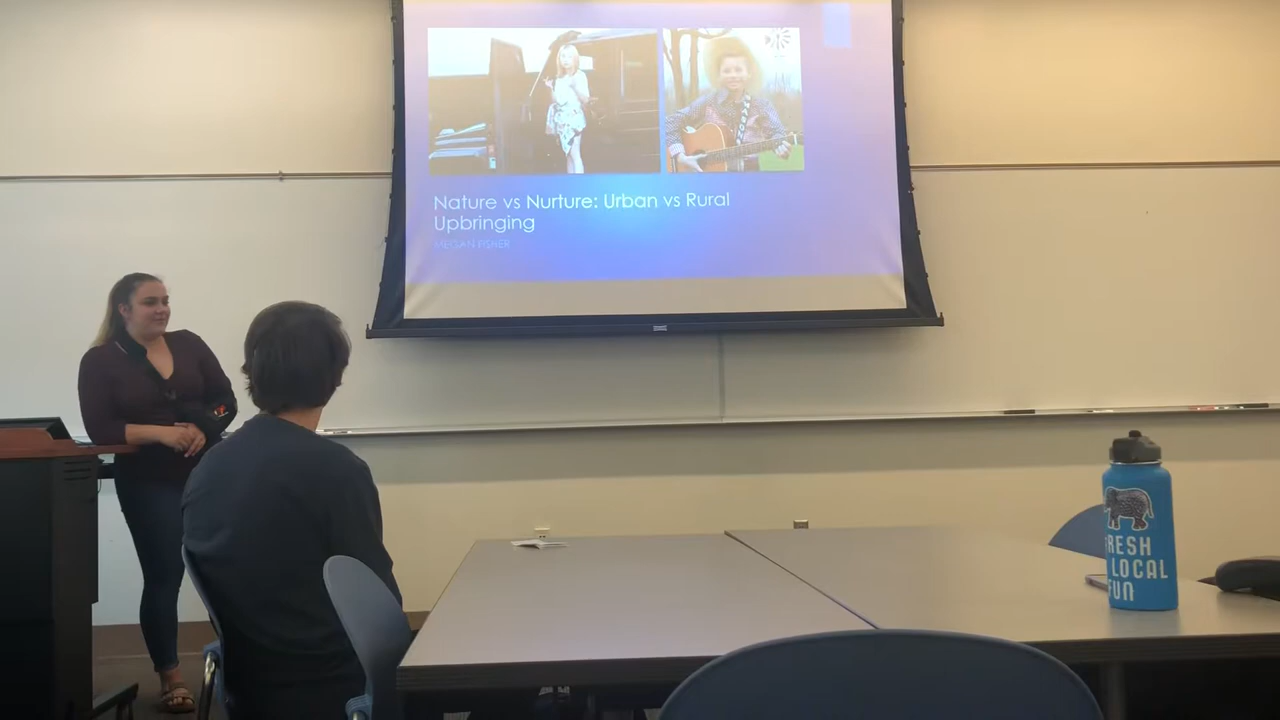 Nature vs Nurture: Urban vs Rural
Upbringing
MEGAN FISHER
FRESH
LOCAL
FUN